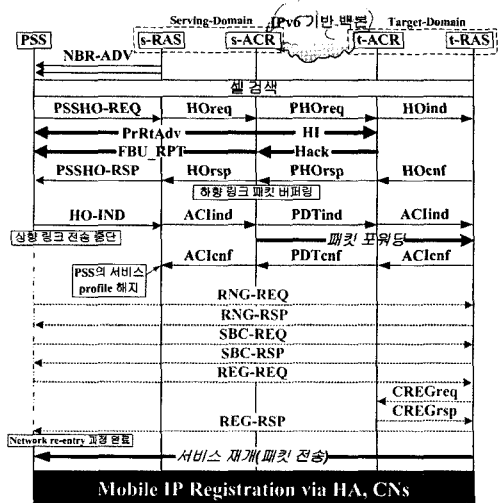 Serving-Domain IPv6 기반 백본 Target-Domain
PSS s-RAS s-ACR t-ACR t-RAS
NBR-ADV
셀 검색
PSSHO-REQ HOreq PHOreq HOind
PrRtAdv HI
FBU_RPT Hack
PSSHO-RSP HOrsp PHOrsp HOcnf
하향 링크 패킷 버퍼링
HO-IND ACIind PDTind ACIind
상향 링크 전송 중단 패킷 포워딩
ACIcnf PDTcnf ACIcnf
PSS의 서비스
profile 해지
RNG-REQ
RNG-RSP
SBC-REQ
SBC-RSP
REG-REQ
CREGreq
CREGrsp
REG-RSP
Network re-entry 과정 완료
서비스 재개(패킷 전송)
Mobile IP Registration via HA, CNs